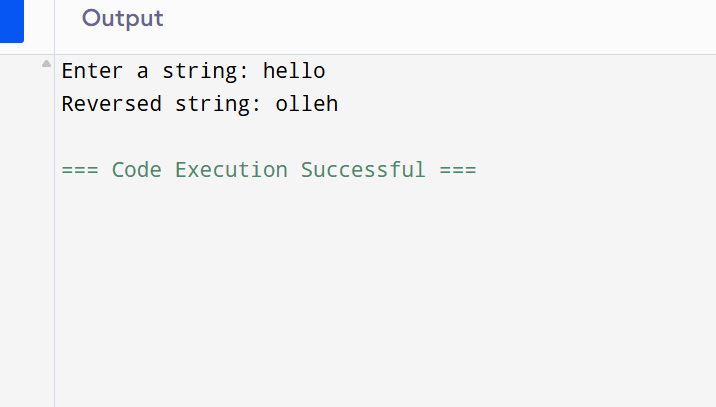 Output
Enter a string: hello
Reversed string: olleh
=== Code Execution Successful ===